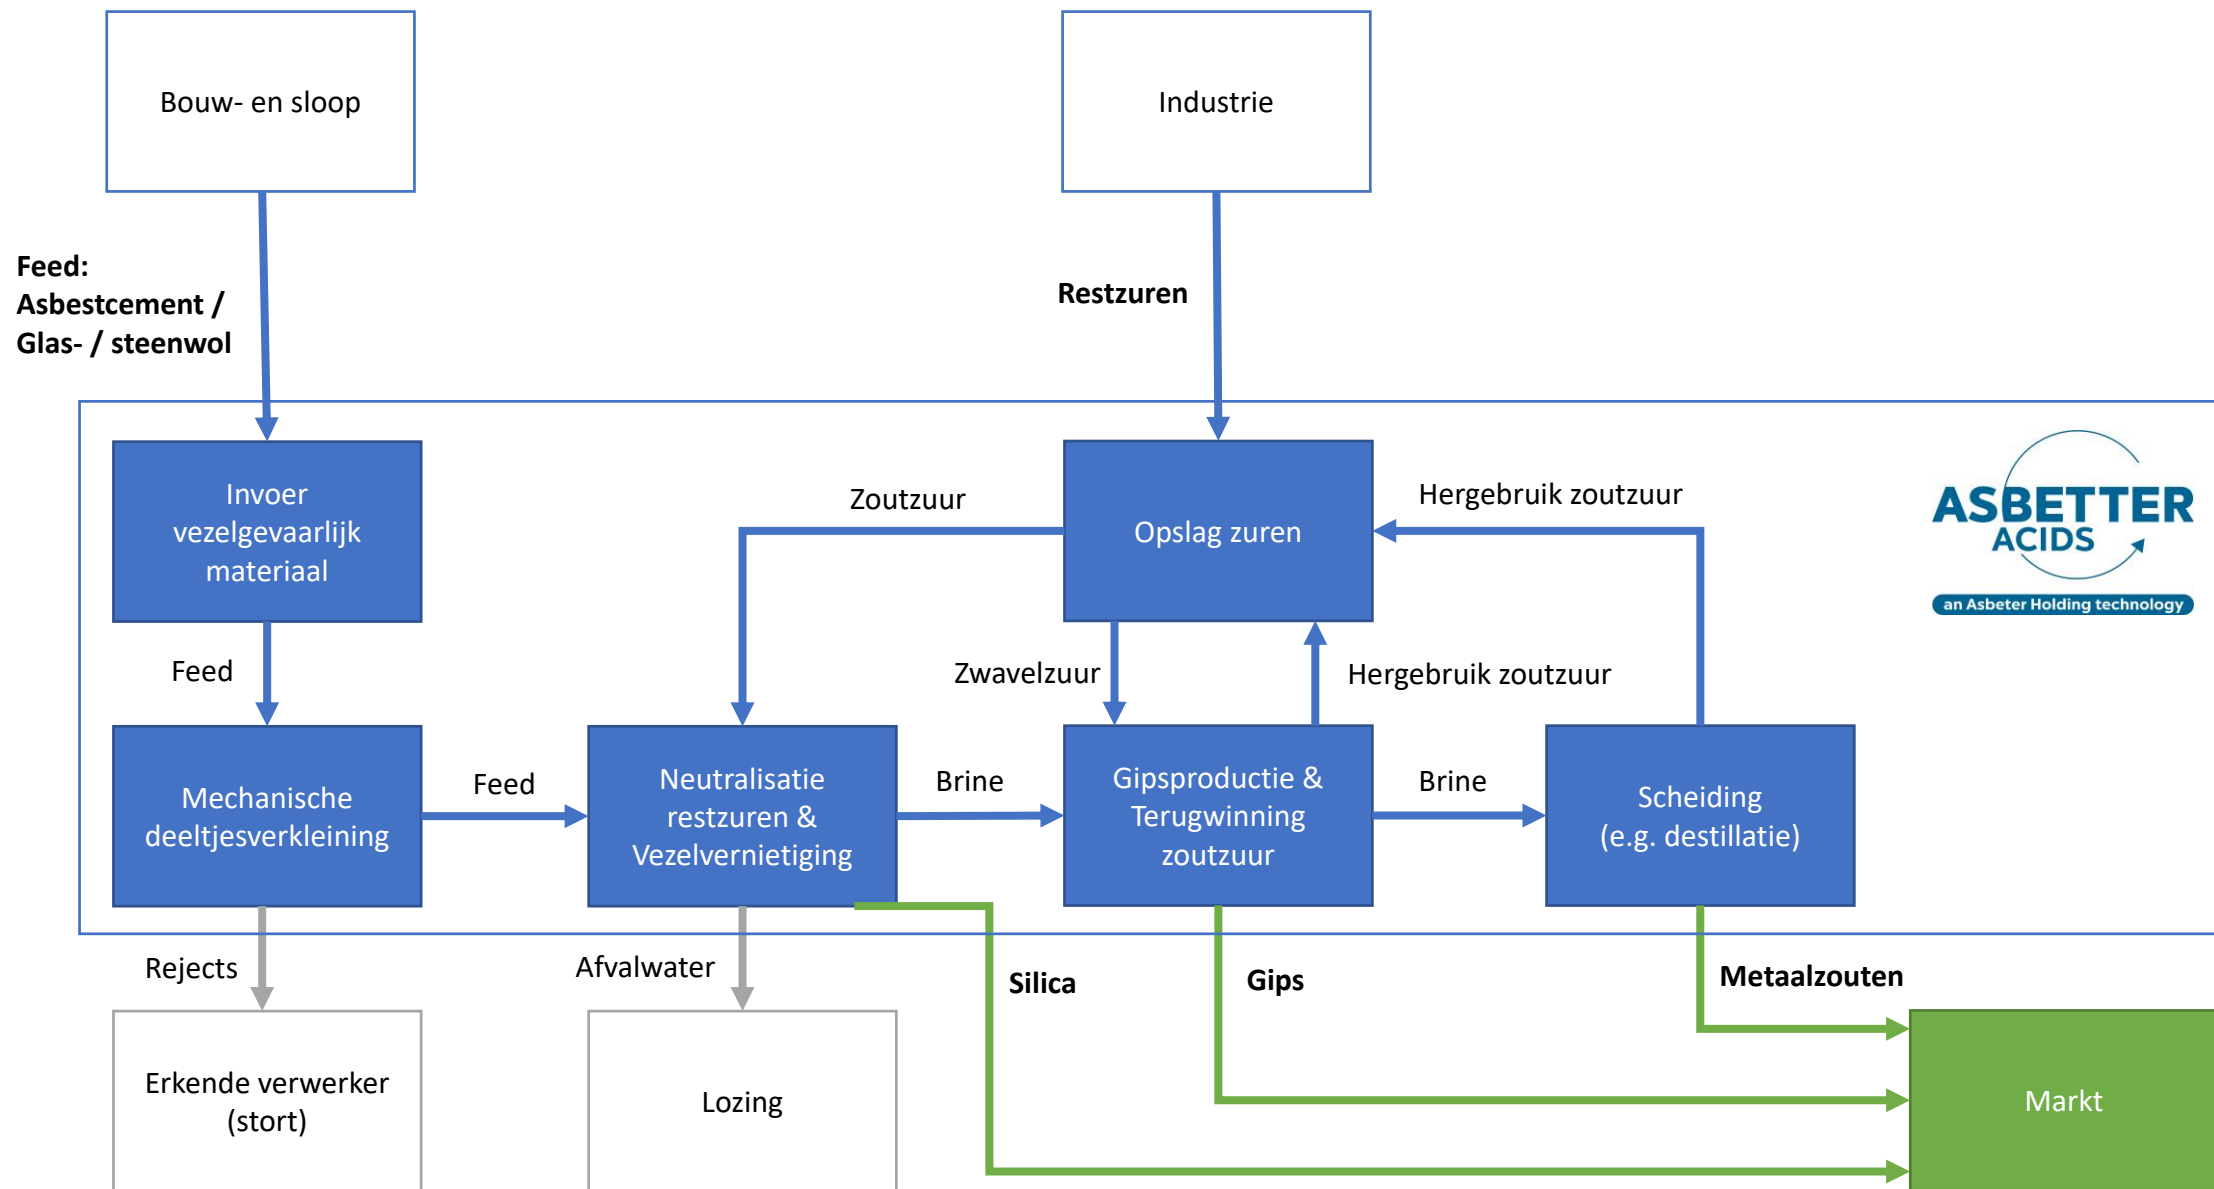 Bouw- en sloop
Industrie
Feed:
Asbestcement /
Glas- / steenwol
Restzuren
Invoer
vezelgevaarlijk
materiaal
Zoutzuur
Opslag zuren
Hergebruik zoutzuur
ASBETTER
ACIDS
an Asbeter Holding technology
Feed
Zwavelzuur
Hergebruik zoutzuur
Mechanische
deeltjesverkleining
Feed
Neutralisatie
restzuren &
Vezelvernietiging
Brine
Gipsproductie &
Terugwinning
zoutzuur
Brine
Scheiding
(e.g. destillatie)
Rejects
Afvalwater
Silica
Gips
Metaalzouten
Erkende verwerker
(stort)
Lozing
Markt